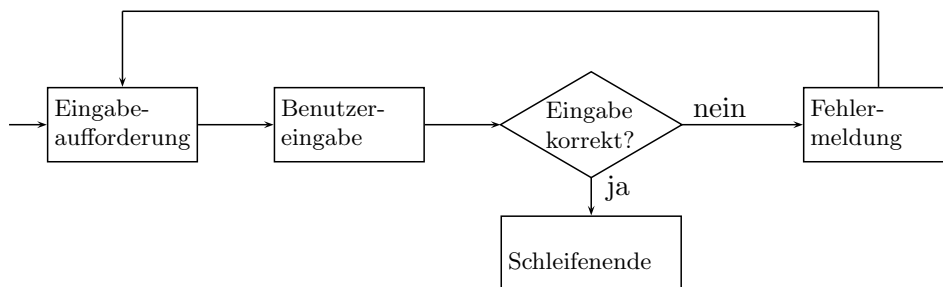 Eingabe-
aufforderung
Benutzer-
eingabe
Eingabe
korrekt?
nein
Fehler-
meldung
ja
Schleifenende